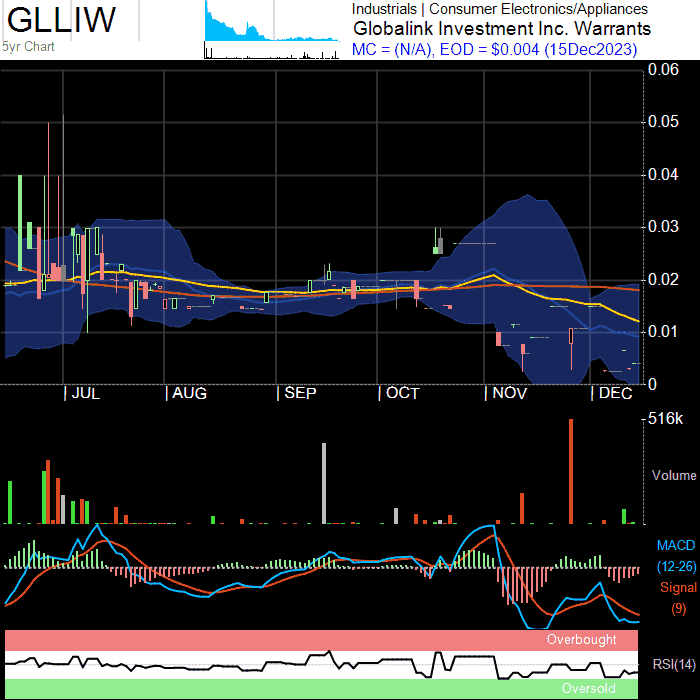 GLLIW
5yr Chart
Industrials | Consumer Electronics/Appliances
Globalink Investment Inc. Warrants
MC = (N/A), EOD = $0.004 (15Dec2023)
0.06
0.05
0.04
0.03
0.02
0.01
0
| JUL | AUG | SEP | OCT | NOV | DEC
516k
Volume
MACD
(12-26)
Signal
(9)
Overbought
RSI(14)
Oversold